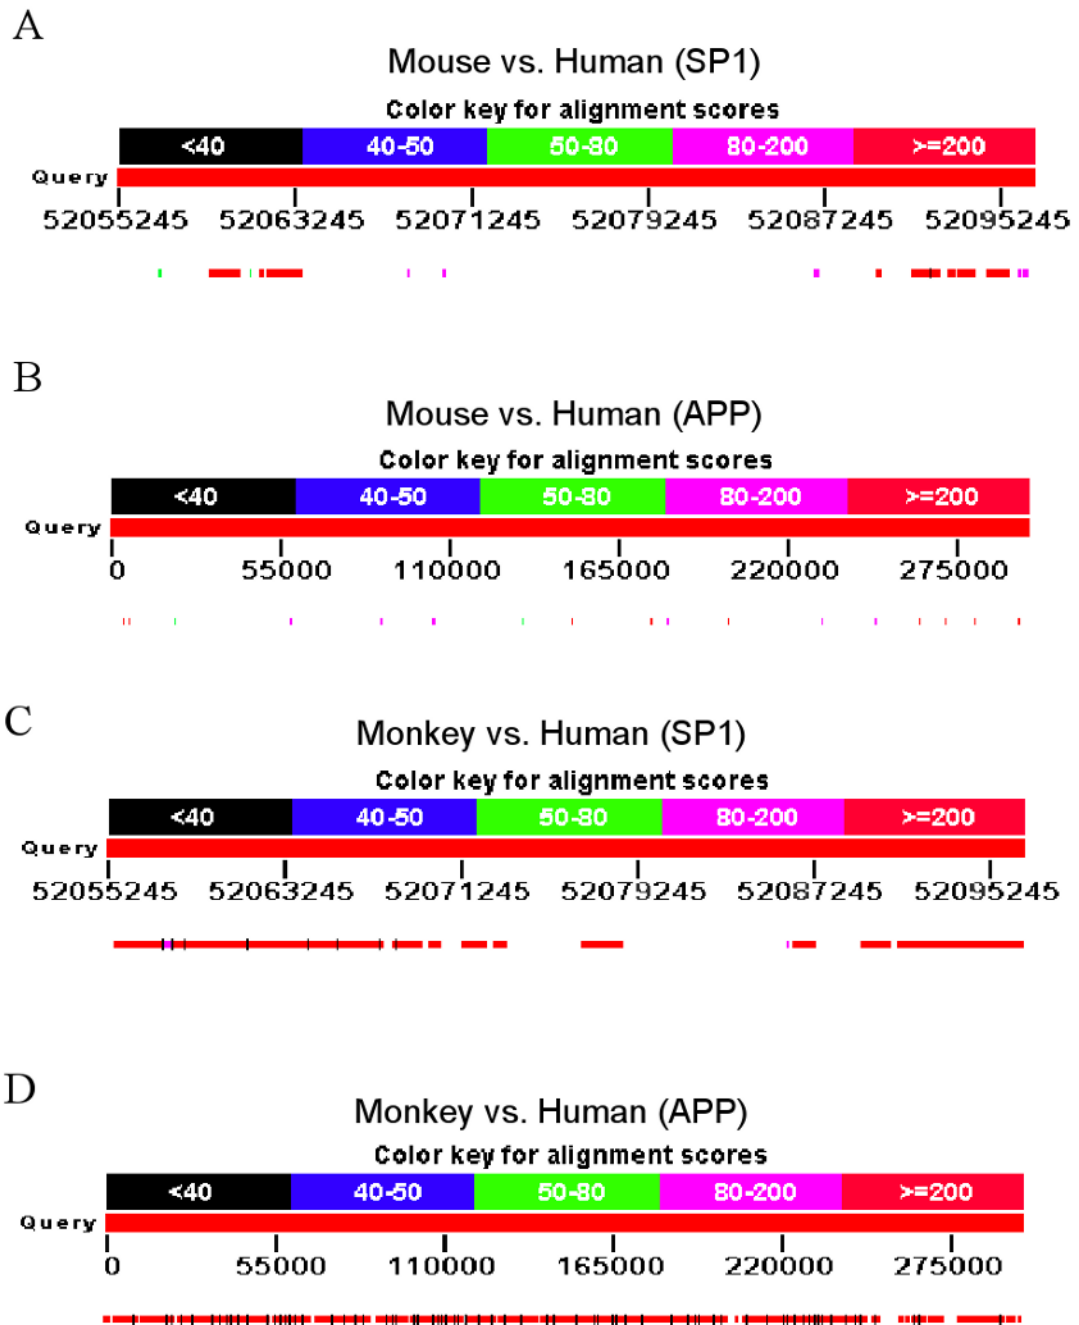 A
Mouse vs. Human (SP1)
Color key for alignment scores
<40 40-50 50-80 80-200 >=200
Query
52055245 52063245 52071245 52079245 52087245 52095245
B
Mouse vs. Human (APP)
Color key for alignment scores
<40 40-50 50-80 80-200 >=200
Query
0 55000 110000 165000 220000 275000
C
Monkey vs. Human (SP1)
Color key for alignment scores
<40 40-50 50-80 80-200 >=200
Query
52055245 52063245 52071245 52079245 52087245 52095245
D
Monkey vs. Human (APP)
Color key for alignment scores
<40 40-50 50-80 80-200 >=200
Query
0 55000 110000 165000 220000 275000